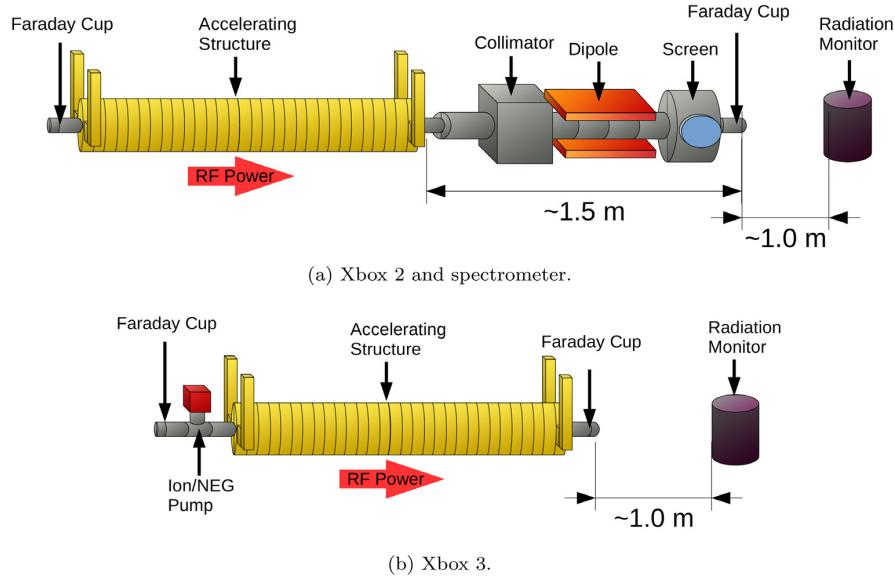 Faraday Cup
Accelerating
Structure
Collimator
Dipole
Screen
Faraday Cup
Radiation
Monitor
RF Power
~1.5 m
~1.0 m
(a) Xbox 2 and spectrometer.
Faraday Cup
Accelerating
Structure
Faraday Cup
Radiation
Monitor
Ion/NEG
Pump
RF Power
~1.0 m
(b) Xbox 3.